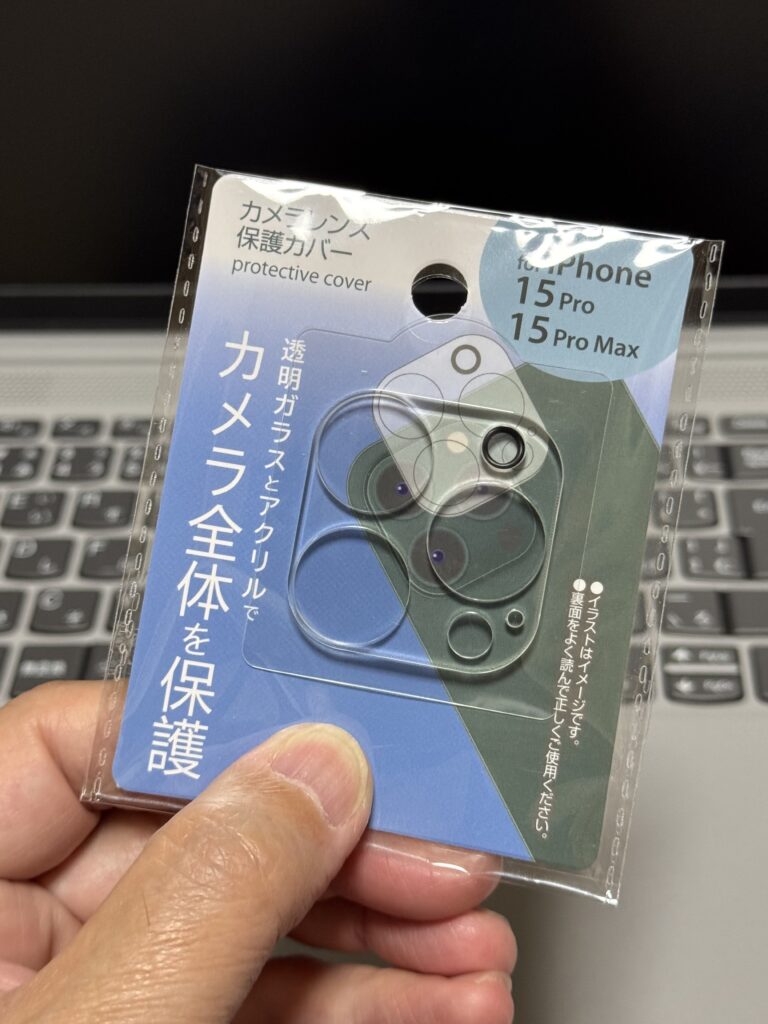 カメラレンズ
保護カバー
protective cover
for iPhone
15 Pro
15 Pro Max
透明ガラスとアクリルで
カメラ全体を保護
●イラストはイメージです。
●裏面をよく読んで正しくご使用ください。